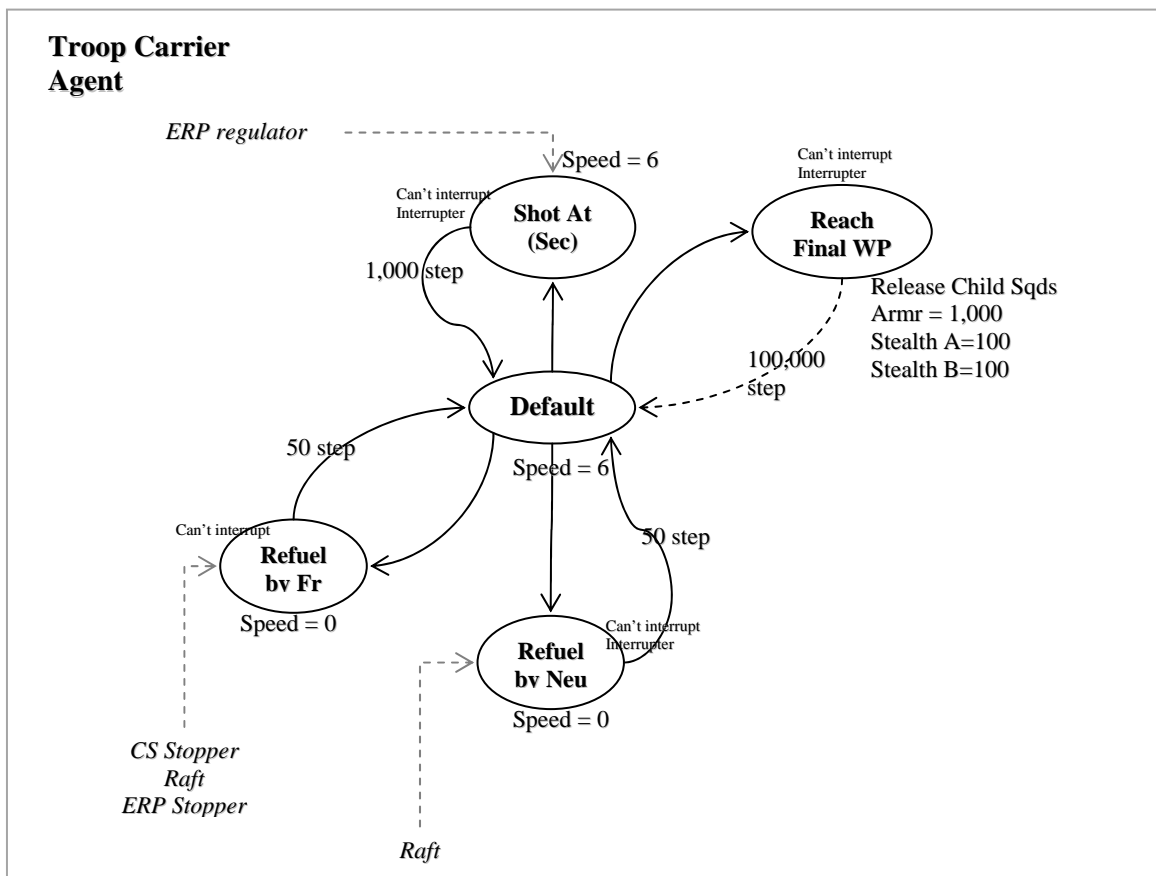 Troop Carrier
Agent
ERP regulator
Speed = 6
Can't interrupt
Interrupter
Can't interrupt
Interrupter
Shot At
(Sec)
Reach
Final WP
1,000 step
Release Child Sqds
Armr = 1,000
Stealth A=100
Stealth B=100
100,000
step
Default
50 step
Speed = 6
Can't interrupt
50 step
Refuel
by Fr
Speed = 0
Can't interrupt
Interrupter
Refuel
by Neu
Speed = 0
CS Stopper
Raft
ERP Stopper
Raft